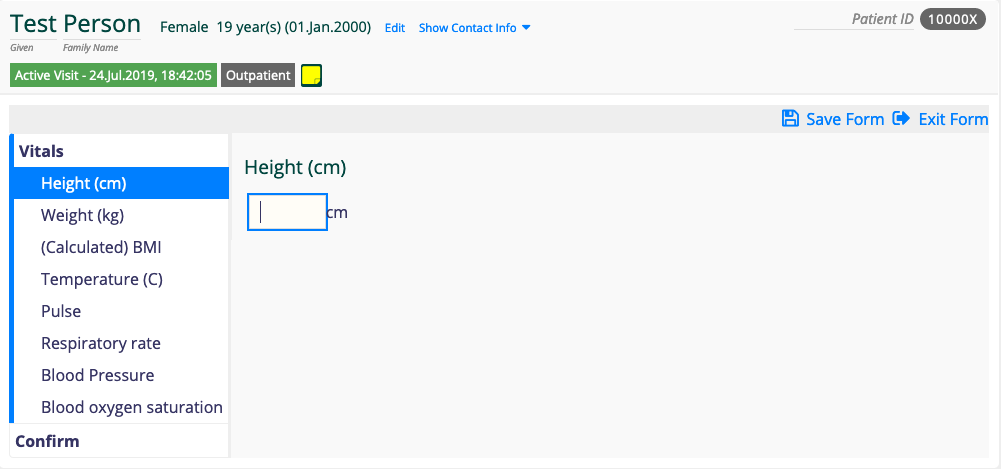 Test Person Female 19 year(s) (01.Jan.2000) Edit Show Contact Info Patient ID 10000X
Given Family Name
Active Visit - 24.Jul.2019, 18:42:05 Outpatient
Save Form Exit Form
Vitals
Height (cm)
Weight (kg)
(Calculated) BMI
Temperature (C)
Pulse
Respiratory rate
Blood Pressure
Blood oxygen saturation
Confirm
Height (cm)
cm